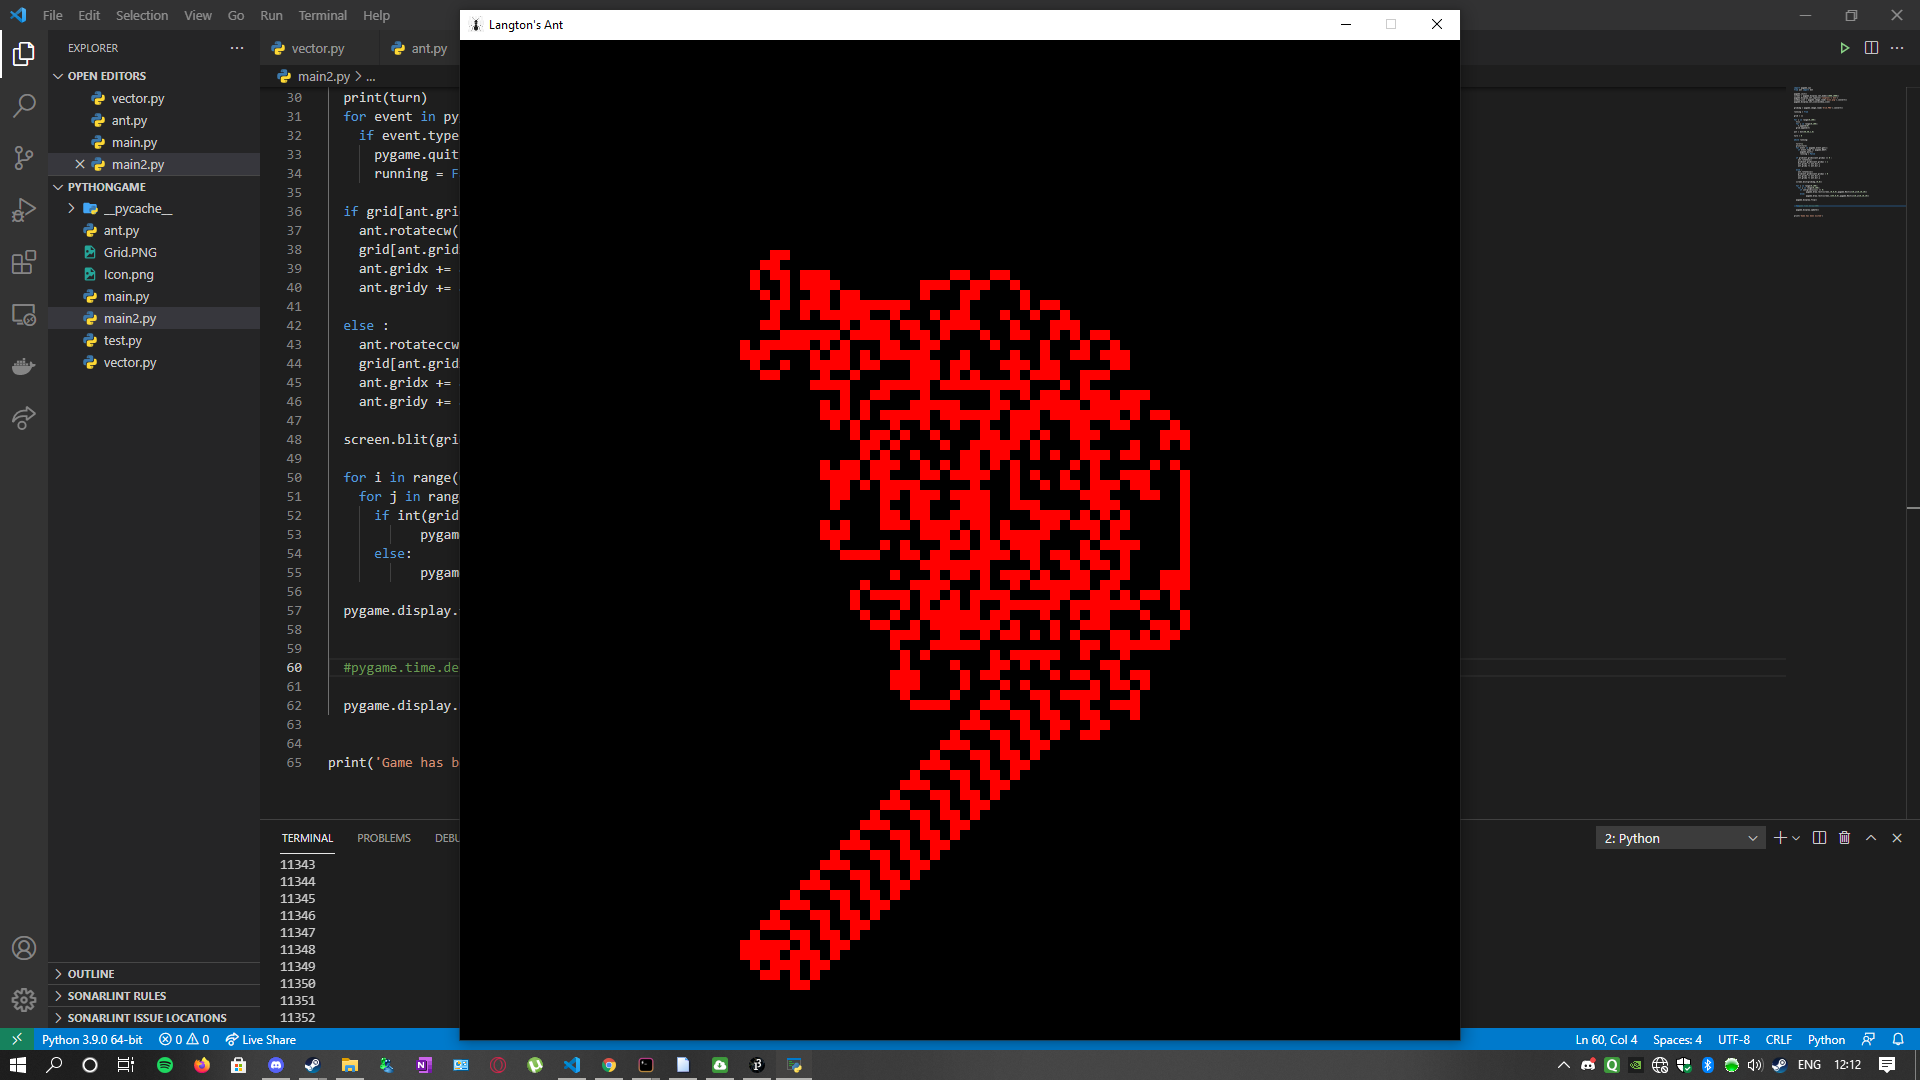 File Edit Selection View Go Run Terminal Help
Langton's Ant
EXPLORER
OPEN EDITORS
vector.py
ant.py
main.py
main2.py
PYTHONGAME
__pycache__
ant.py
Grid.PNG
Icon.png
main.py
main2.py
test.py
vector.py
OUTLINE
SONARLINT RULES
SONARLINT ISSUE LOCATIONS
vector.py ant.py
main2.py > ...
30 print(turn)
31 for event in py
32 if event.type
33 pygame.quit
34 running = F
35
36 if grid[ant.gri
37 ant.rotatecw(
38 grid[ant.grid
39 ant.gridx +=
40 ant.gridy +=
41
42 else :
43 ant.rotateccw
44 grid[ant.grid
45 ant.gridx +=
46 ant.gridy +=
47
48 screen.blit(gri
49
50 for i in range(
51 for j in rang
52 if int(grid
53 pygam
54 else:
55 pygam
56
57 pygame.display.
58
59
60 #pygame.time.de
61
62 pygame.display.
63
64
65 print('Game has b
TERMINAL PROBLEMS DEBU
2: Python
11343
11344
11345
11346
11347
11348
11349
11350
11351
11352
Python 3.9.0 64-bit 0 0 Live Share
Ln 60, Col 4 Spaces: 4 UTF-8 CRLF Python
ENG 12:12